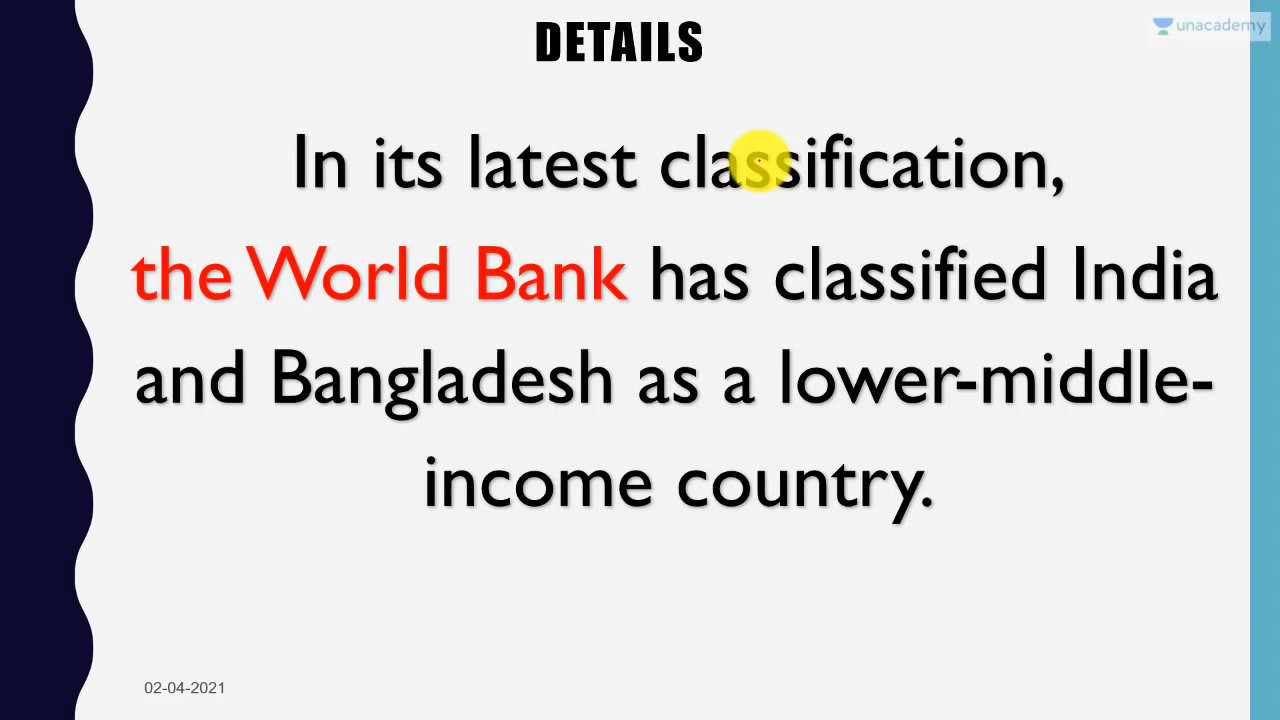 DETAILS
unacademy
In its latest classification,
the World Bank has classified India
and Bangladesh as a lower-middle-
income country.
02-04-2021